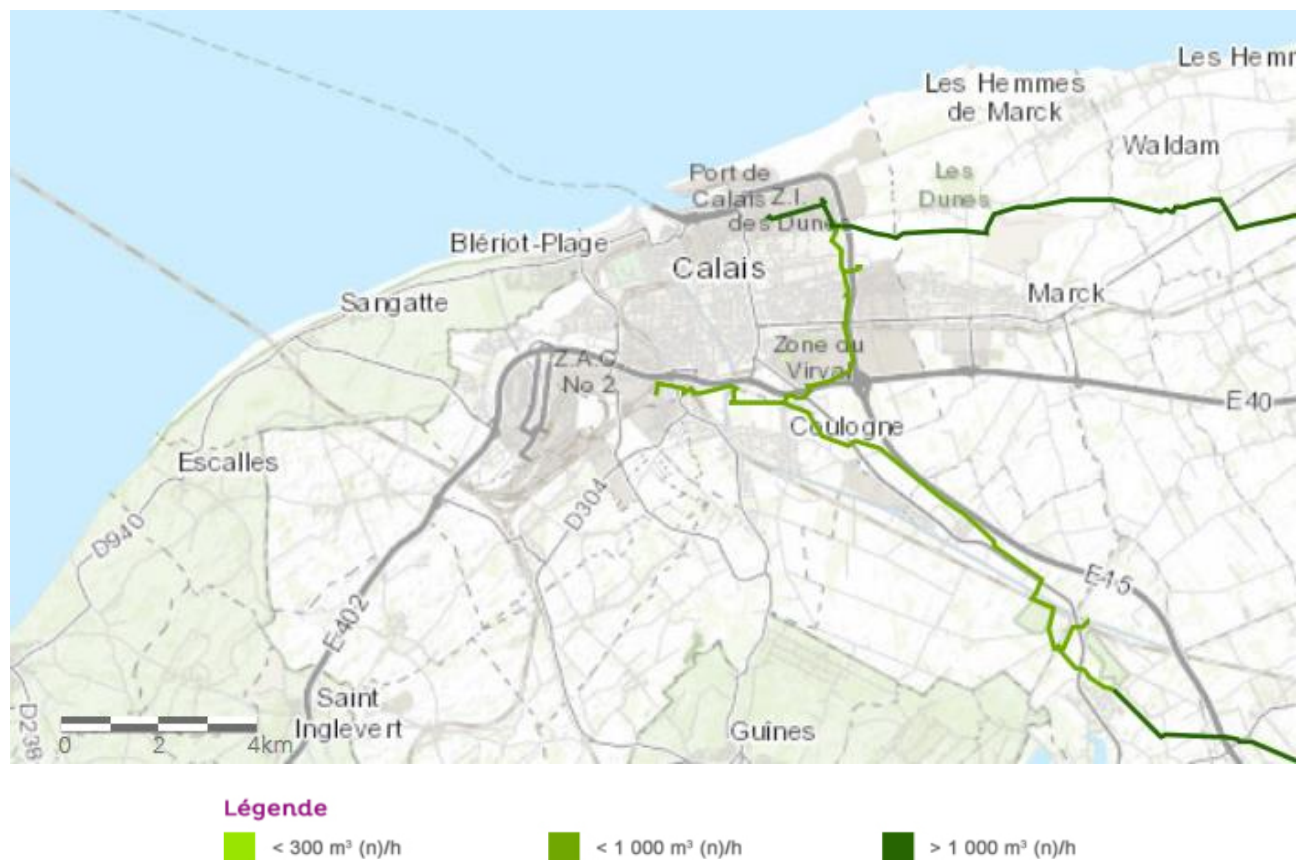 Les Hemm
Les Hemmes
de Marck
Waldam
Port de
Calais
Z.I.
des Dune
Les
Dunes
Blériot-Plage
Calais
Sangatte
Marck
Z.A.C
No 2
Zone du
Virval
E40
Coulogne
Escalles
D940
D304
E402
E15
Saint
Inglevert
Guînes
D238
0 2 4km
Légende
< 300 m³ (n)/h
< 1 000 m³ (n)/h
> 1 000 m³ (n)/h